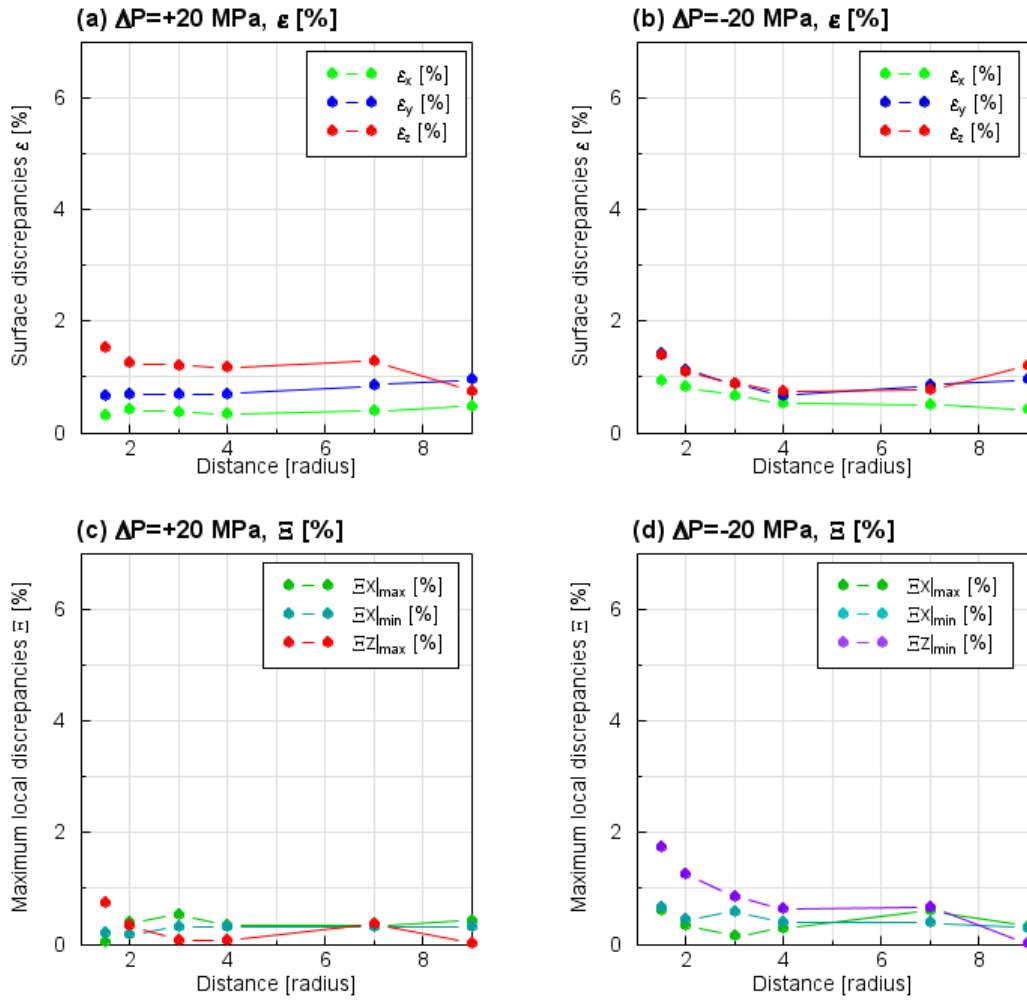 (a) ΔP=+20 MPa, ε [%]
Surface discrepancies ε [%]
6
4
2
0
εx [%]
εy [%]
εz [%]
2 4 6 8
Distance [radius]
(b) ΔP=-20 MPa, ε [%]
Surface discrepancies ε [%]
6
4
2
0
εx [%]
εy [%]
εz [%]
2 4 6 8
Distance [radius]
(c) ΔP=+20 MPa, Ξ [%]
Maximum local discrepancies Ξ [%]
6
4
2
0
ΞX|max [%]
ΞX|min [%]
ΞZ|max [%]
2 4 6 8
Distance [radius]
(d) ΔP=-20 MPa, Ξ [%]
Maximum local discrepancies Ξ [%]
6
4
2
0
ΞX|max [%]
ΞX|min [%]
ΞZ|min [%]
2 4 6 8
Distance [radius]